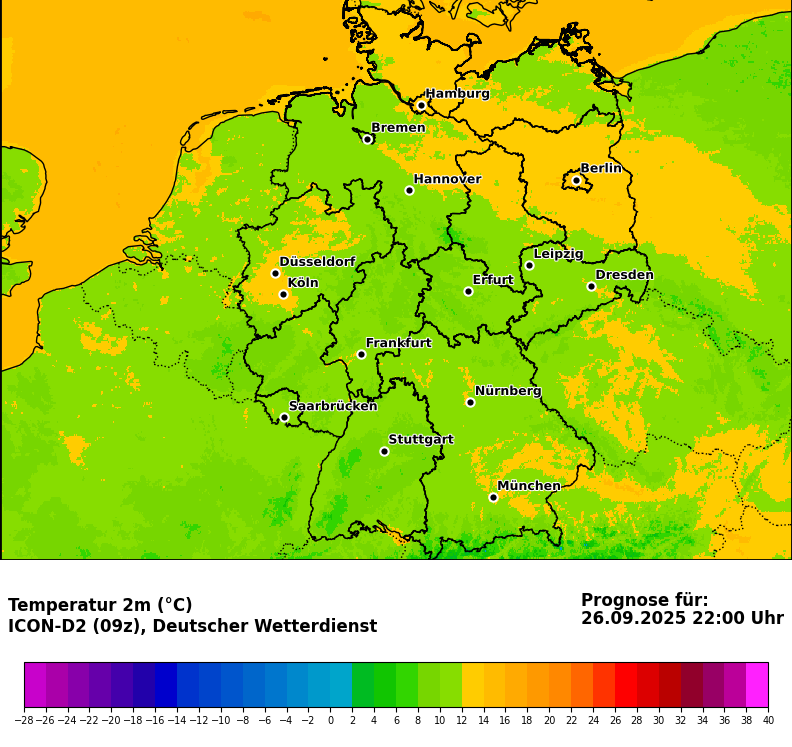 Hamburg
Bremen
Berlin
Hannover
Leipzig
Düsseldorf
Dresden
Köln
Erfurt
Frankfurt
Nürnberg
Saarbrücken
Stuttgart
München
Temperatur 2m (°C)
ICON-D2 (09z), Deutscher Wetterdienst
Prognose für:
26.09.2025 22:00 Uhr
−28 −26 −24 −22 −20 −18 −16 −14 −12 −10 −8 −6 −4 −2 0 2 4 6 8 10 12 14 16 18 20 22 24 26 28 30 32 34 36 38 40